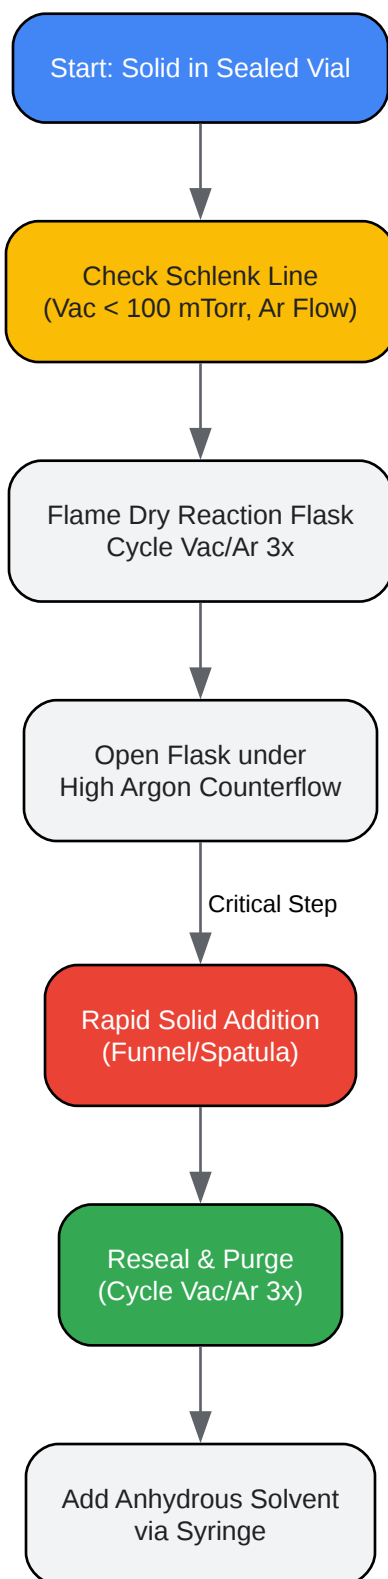 Start: Solid in Sealed Vial
Check Schlenk Line
(Vac < 100 mTorr, Ar Flow)
Flame Dry Reaction Flask
Cycle Vac/Ar 3x
Open Flask under
High Argon Counterflow
Critical Step
Rapid Solid Addition
(Funnel/Spatula)
Reseal & Purge
(Cycle Vac/Ar 3x)
Add Anhydrous Solvent
via Syringe